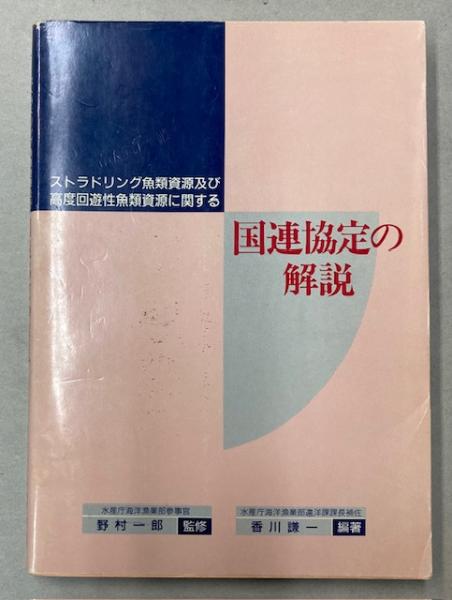 ストラドリング魚類資源及び
高度回遊性魚類資源に関する
国連協定の
解説
水産庁海洋漁業部参事官
野村一郎 監修
水産庁海洋漁業部遠洋課課長補佐
香川謙一 編著